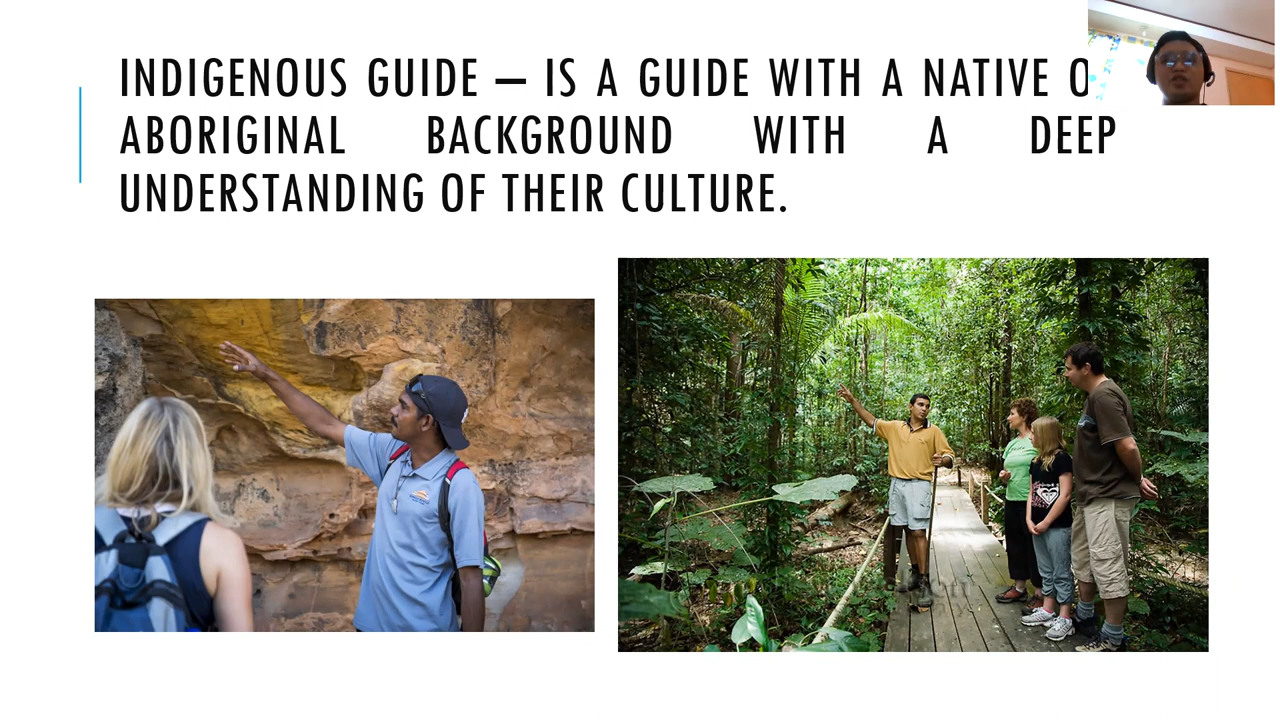 INDIGENOUS GUIDE – IS A GUIDE WITH A NATIVE
ABORIGINAL BACKGROUND WITH A DEEP
UNDERSTANDING OF THEIR CULTURE.